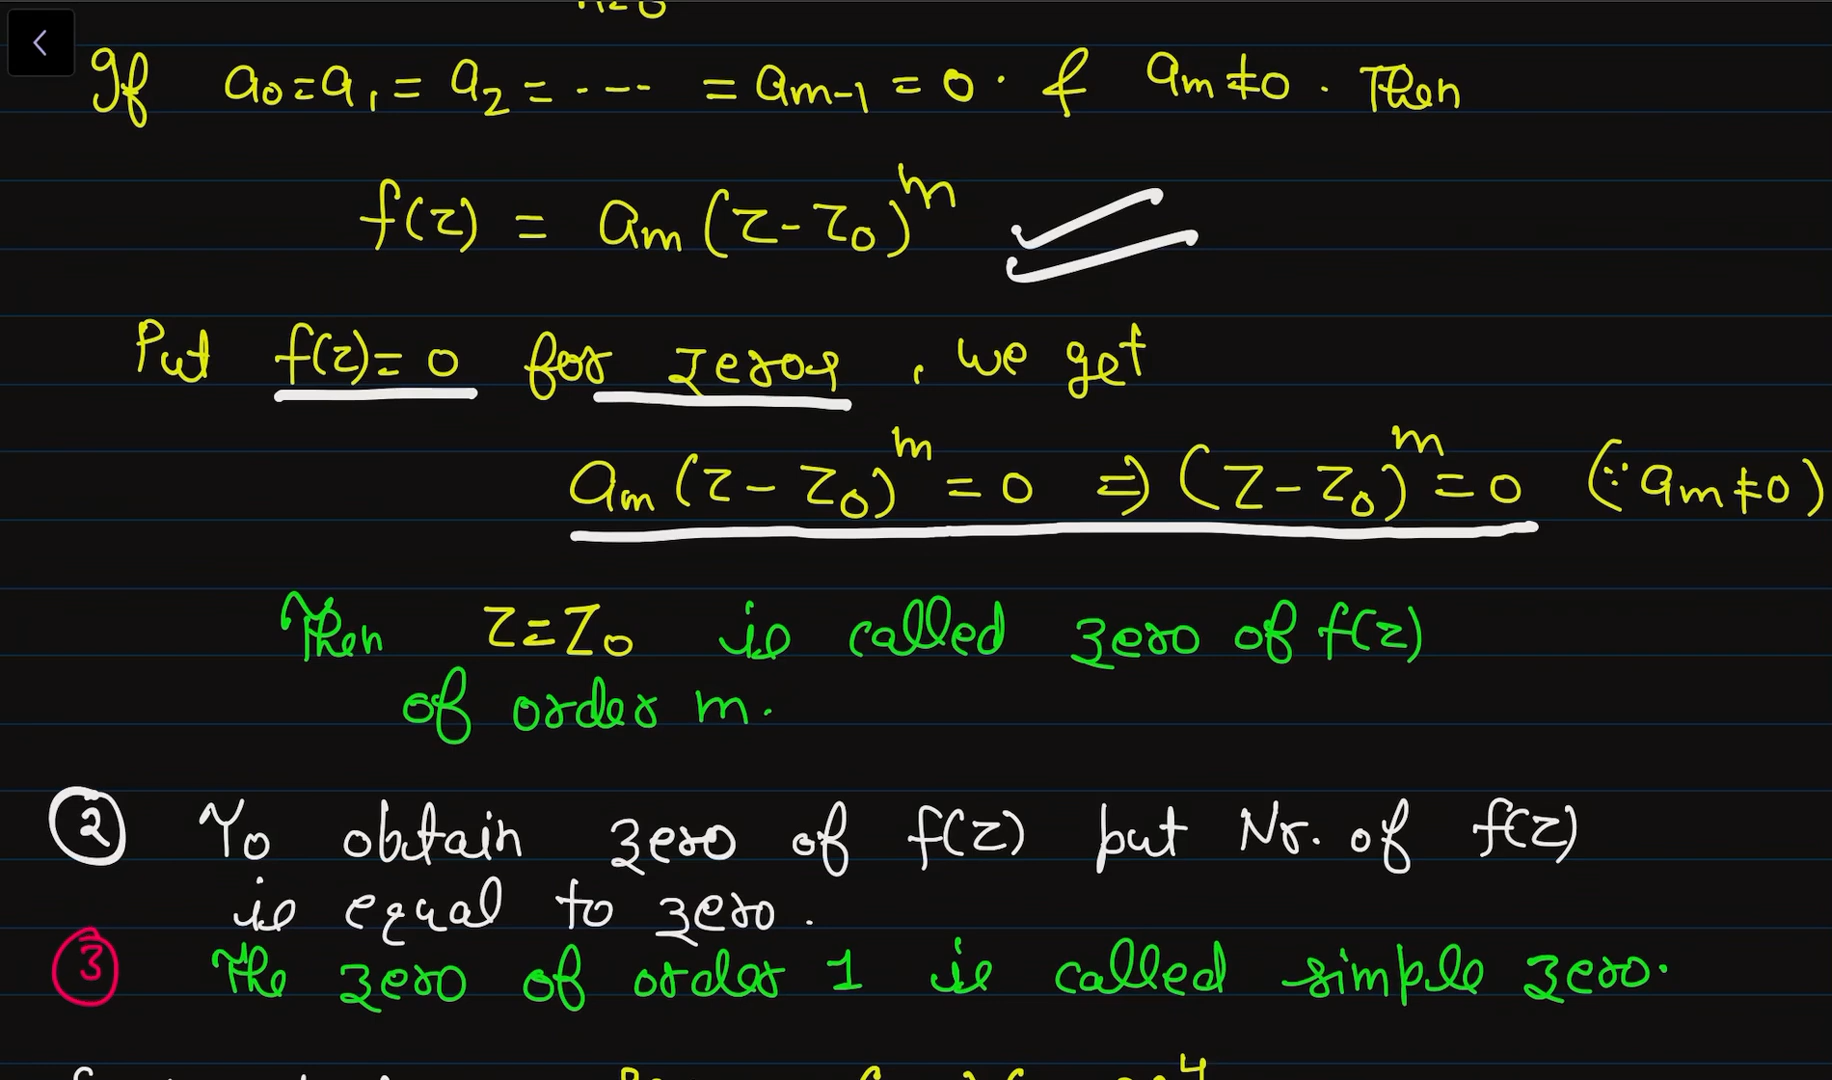 If a₀=a₁=a₂=---- =aₘ₋₁=0. & aₘ≠0. Then
f(z) = aₘ(z-z₀)ᵐ
Put f(z)=0 for zeros, we get
aₘ(z-z₀)ᵐ=0 ⇒ (z-z₀)ᵐ=0 (∵ aₘ≠0)
Then z=z₀ is called zero of f(z)
of order m.
② To obtain zero of f(z) put Nr. of f(z)
is equal to zero.
③ The zero of order 1 is called simple zero.